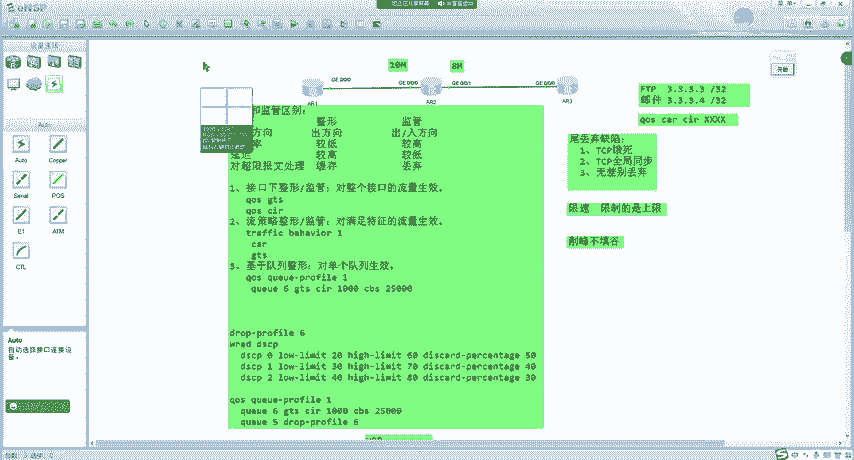 eNSP
设备连线
Auto
Copper
Serial
POS
E1
ATM
CTL
Auto
自动选择接口连接设备。
20M
8M
GE 0/0/0
GE 0/0/0
GE 0/0/1
GE 0/0/0
AR1
AR2
AR3
和监管区别：
整形 监管
方向 出方向 出/入方向
率 较低 较高
延迟 较高 较低
对超限报文处理 缓存 丢弃
1、接口下整形/监管：对整个接口的流量生效。
qos gts
qos cir
2、流策略整形/监管：对满足特征的流量生效。
traffic behavior 1
car
gts
3、基于队列整形：对单个队列生效。
qos queue-profile 1
queue 6 gts cir 1000 cbs 25000
drop-profile 6
wred dscp
dscp 0 low-limit 20 high-limit 60 discard-percentage 50
dscp 1 low-limit 30 high-limit 70 discard-percentage 40
dscp 2 low-limit 40 high-limit 80 discard-percentage 30
qos queue-profile 1
queue 6 gts cir 1000 cbs 25000
queue 5 drop-profile 6
FTP 3.3.3.3 /32
邮件 3.3.3.4 /32
qos car cir XXXX
尾丢弃缺陷：
1、TCP饿死
2、TCP全局同步
3、无差别丢弃
限速 限制的是上限
削峰不填谷